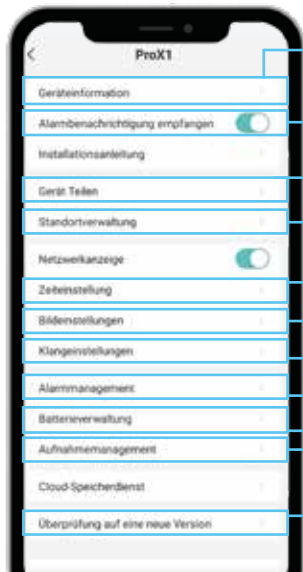 ProX1
Geräteinformation
Alarmbenachrichtigung empfangen
Installationsanleitung
Gerät Teilen
Standortverwaltung
Netzwerkanzeige
Zeiteinstellung
Bildeinstellungen
Klangeinstellungen
Alarmmanagement
Batterieverwaltung
Aufnahmemanagement
Cloud-Speicherdienst
Überprüfung auf eine neue Version